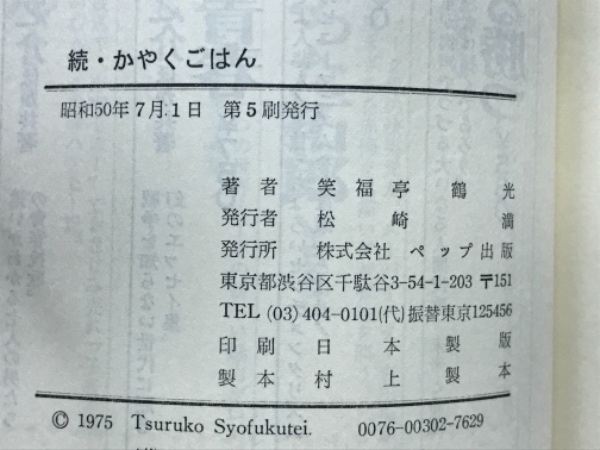 続・かやくごはん
昭和50年7月1日　第5刷発行
著者　笑福亭鶴光
発行者　松崎満
発行所　株式会社ペップ出版
東京都渋谷区千駄谷3-54-1-203 〒151
TEL (03) 404-0101(代) 振替東京125456
印刷　日本製版
製本　村上製本
© 1975 Tsuruko Syofukutei. 0076-00302-7629